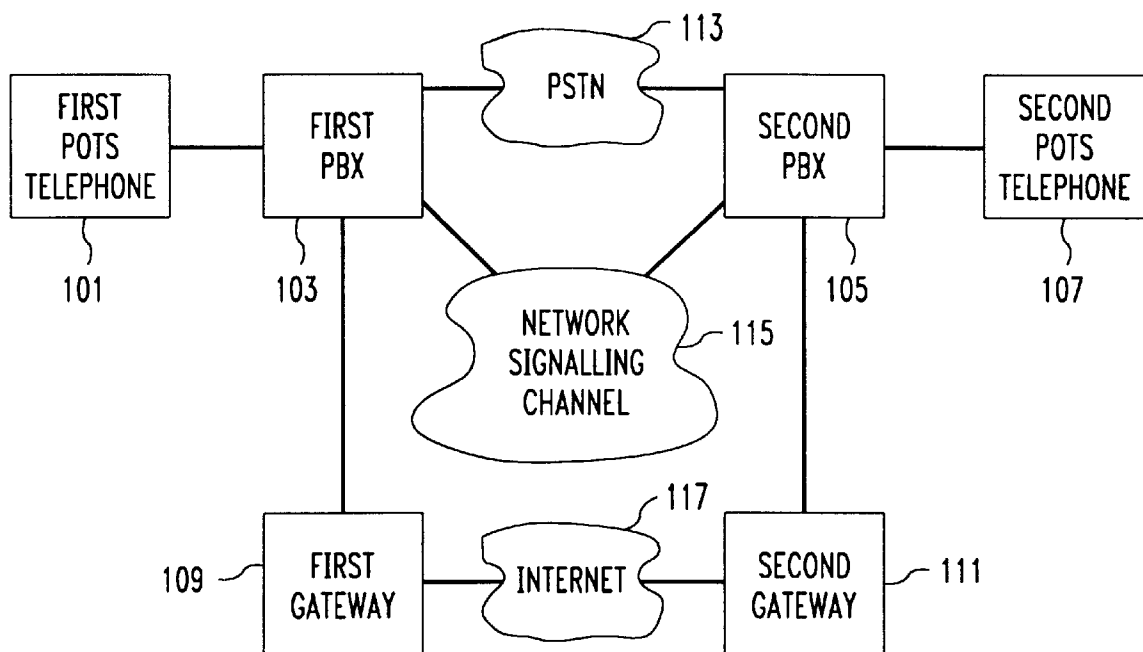 113
FIRST
POTS
TELEPHONE
FIRST
PBX
PSTN
SECOND
PBX
SECOND
POTS
TELEPHONE
101
103
105
107
NETWORK
SIGNALLING
CHANNEL
115
117
109
FIRST
GATEWAY
INTERNET
SECOND
GATEWAY
111